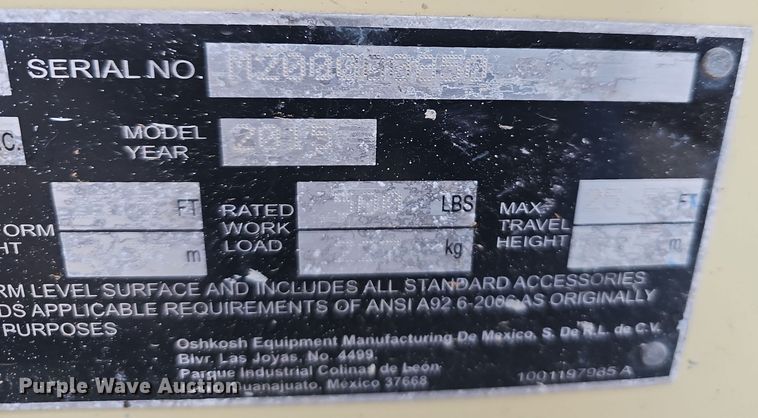 SERIAL NO.
C.
MODEL
YEAR
FT
RATED
WORK
LOAD
LBS
kg
MAX
TRAVEL
HEIGHT
FT
m
ORM
HT
m
RM LEVEL SURFACE AND INCLUDES ALL STANDARD ACCESSORIES
DS APPLICABLE REQUIREMENTS OF ANSI A92.6-2006 AS ORIGINALLY
PURPOSES
Oshkosh Equipment Manufacturing De Mexico, S. De R.L. de C.V.
Blvr. Las Joyas, No. 4499,
Parque Industrial Colinas de León
Guanajuato, México 37668
1001197985 A
Purple Wave Auction